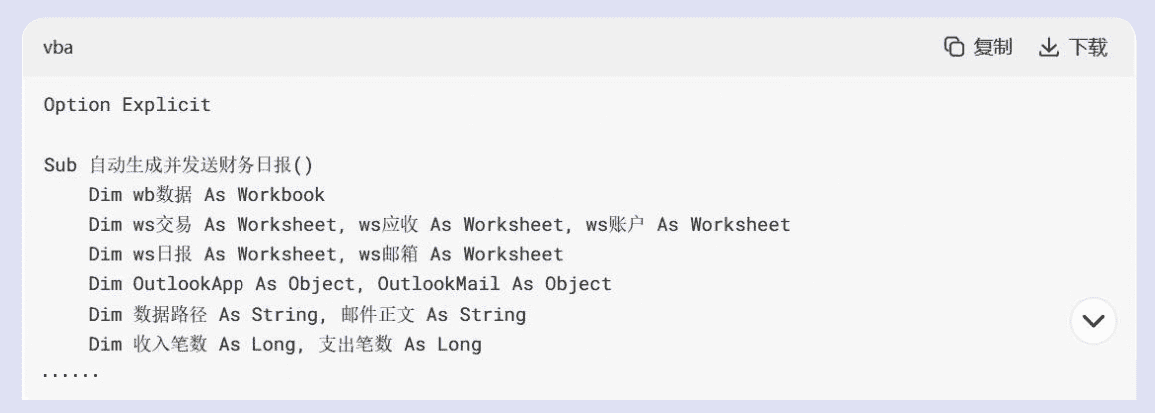 vba 复制 下载
Option Explicit
Sub 自动生成并发送财务日报()
Dim wb数据 As Workbook
Dim ws交易 As Worksheet, ws应收 As Worksheet, ws账户 As Worksheet
Dim ws日报 As Worksheet, ws邮箱 As Worksheet
Dim OutlookApp As Object, OutlookMail As Object
Dim 数据路径 As String, 邮件正文 As String
Dim 收入笔数 As Long, 支出笔数 As Long
......